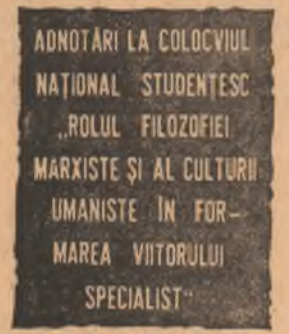 ADNOTĂRI LA COLOCVIUL
NAȚIONAL STUDENȚESC
„ROLUL FILOZOFIEI
MARXISTE ȘI AL CULTURII
UMANISTE ÎN FOR-
MAREA VIITORULUI
SPECIALIST"